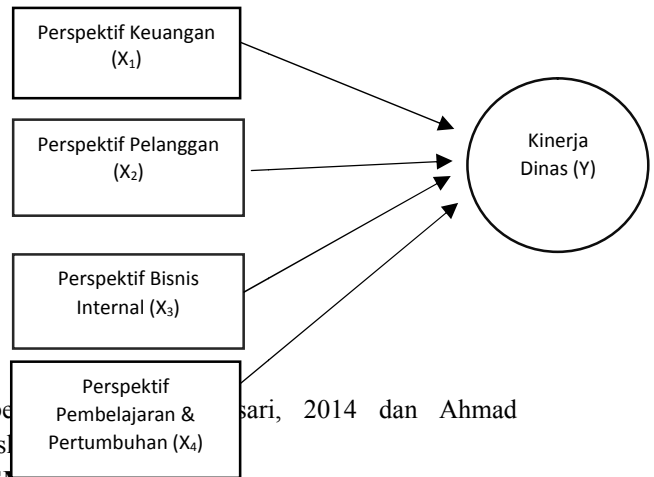 Perspektif Keuangan
(X₁)
Perspektif Pelanggan
(X₂)
Kinerja
Dinas (Y)
Perspektif Bisnis
Internal (X₃)
Perspektif
Pembelajaran &
Pertumbuhan (X₄)
sari, 2014 dan Ahmad